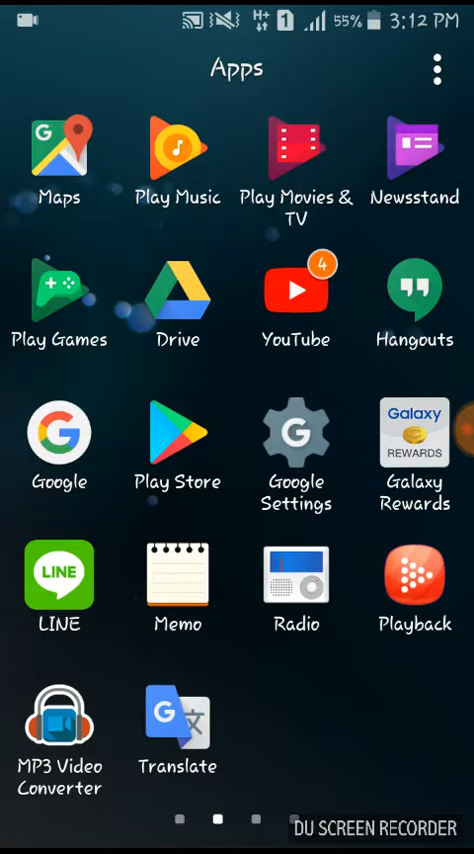 H+ 1 55% 3:12 PM
Apps
G
Maps Play Music Play Movies & Newsstand
TV
4
Play Games Drive YouTube Hangouts
G G Galaxy
REWARDS
Google Play Store Google Galaxy
Settings Rewards
LINE
LINE Memo Radio Playback
G 文
MP3 Video Translate
Converter
DU SCREEN RECORDER